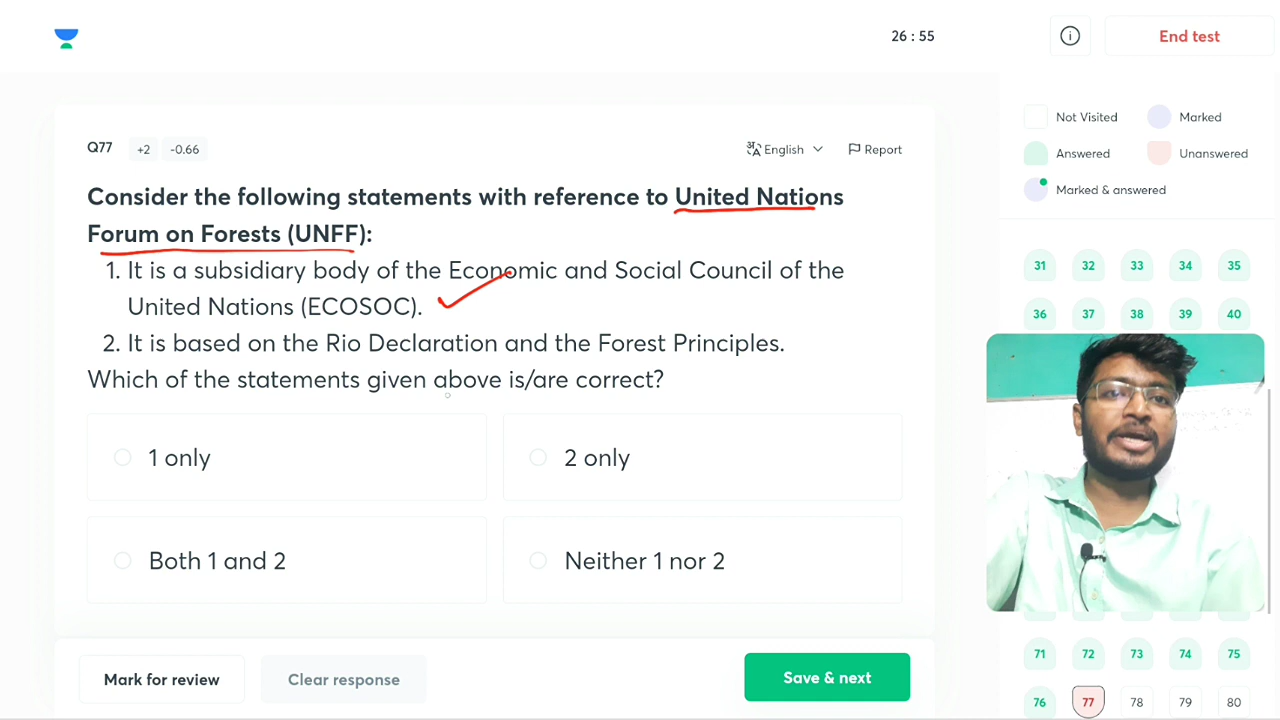 26 : 55
End test
Not Visited
Marked
Answered
Unanswered
Marked & answered
Q77
+2
-0.66
English
Report
Consider the following statements with reference to United Nations
Forum on Forests (UNFF):
1. It is a subsidiary body of the Economic and Social Council of the
United Nations (ECOSOC).
2. It is based on the Rio Declaration and the Forest Principles.
Which of the statements given above is/are correct?
1 only
2 only
Both 1 and 2
Neither 1 nor 2
Mark for review
Clear response
Save & next
31 32 33 34 35
36 37 38 39 40
71 72 73 74 75
76 77 78 79 80